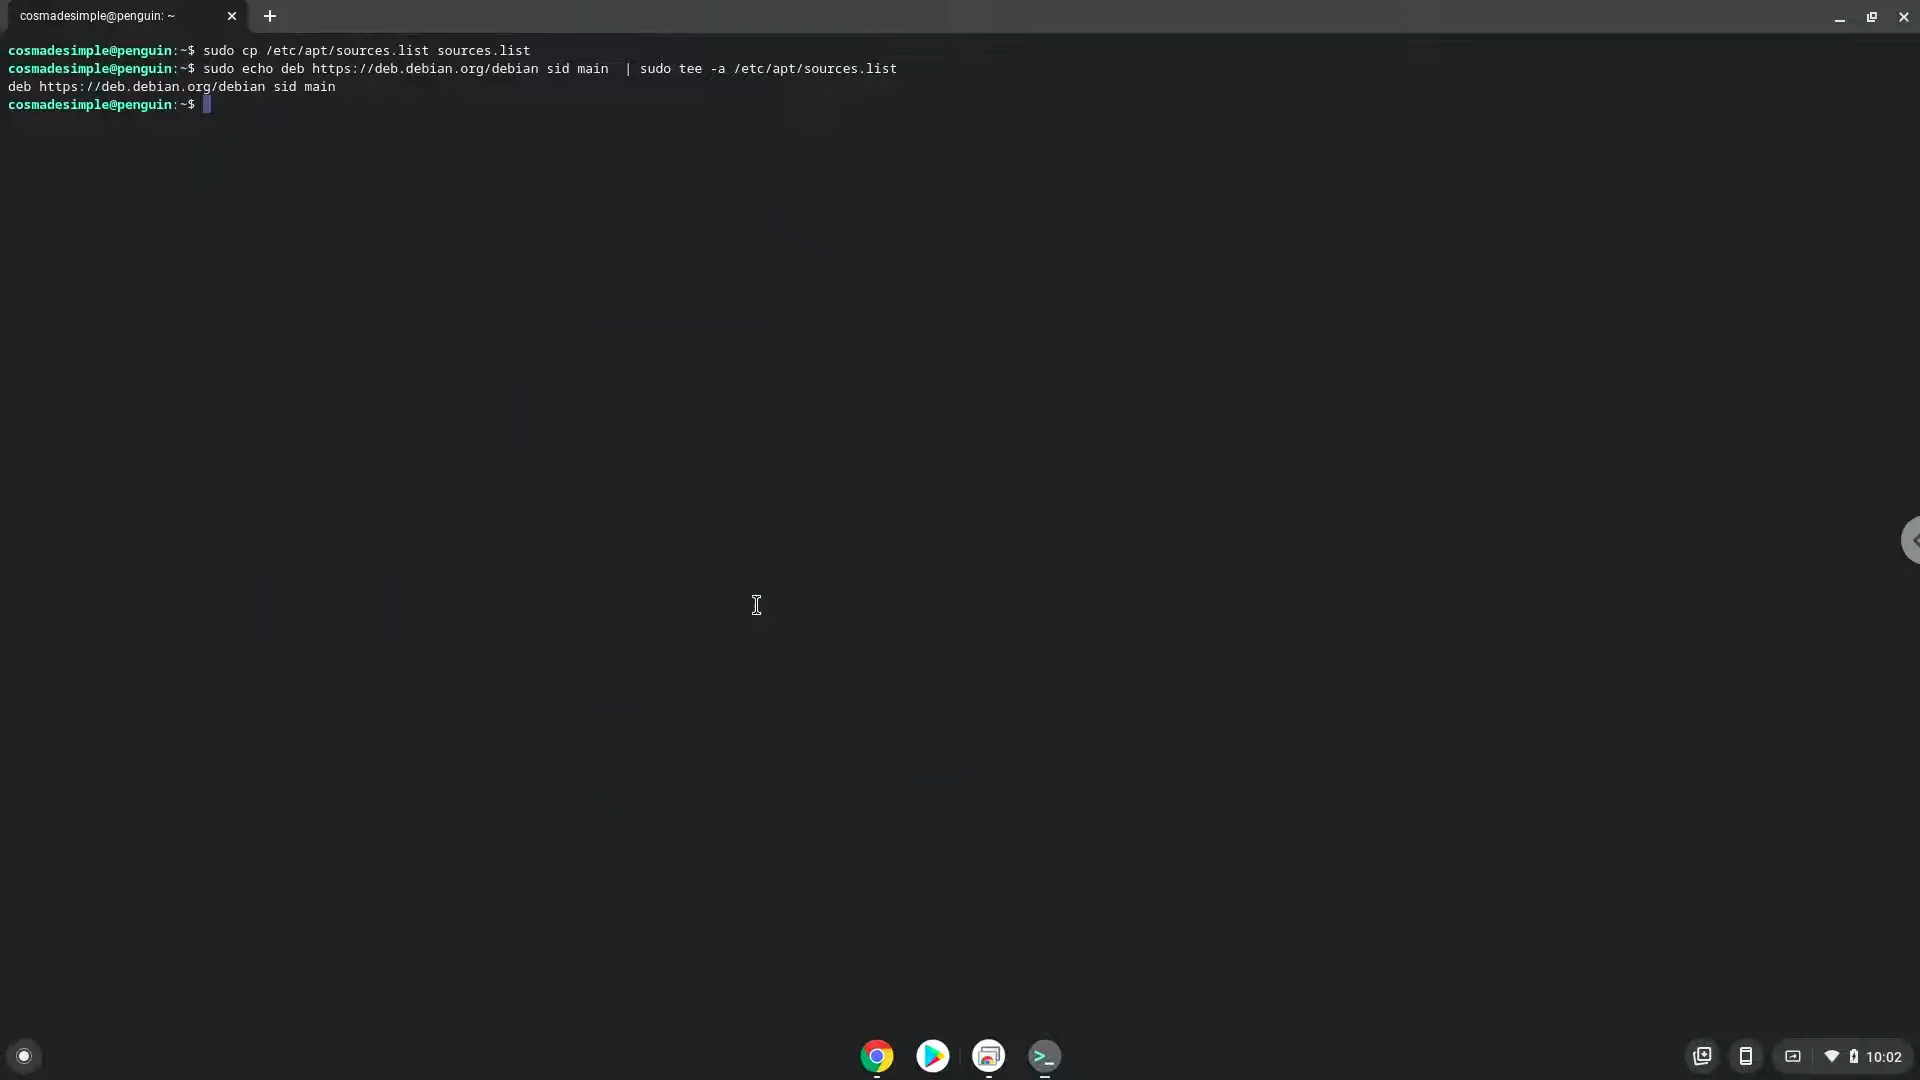 cosmadesimple@penguin: ~
cosmadesimple@penguin:~$ sudo cp /etc/apt/sources.list sources.list
cosmadesimple@penguin:~$ sudo echo deb https://deb.debian.org/debian sid main  | sudo tee -a /etc/apt/sources.list
deb https://deb.debian.org/debian sid main
cosmadesimple@penguin:~$
10:02